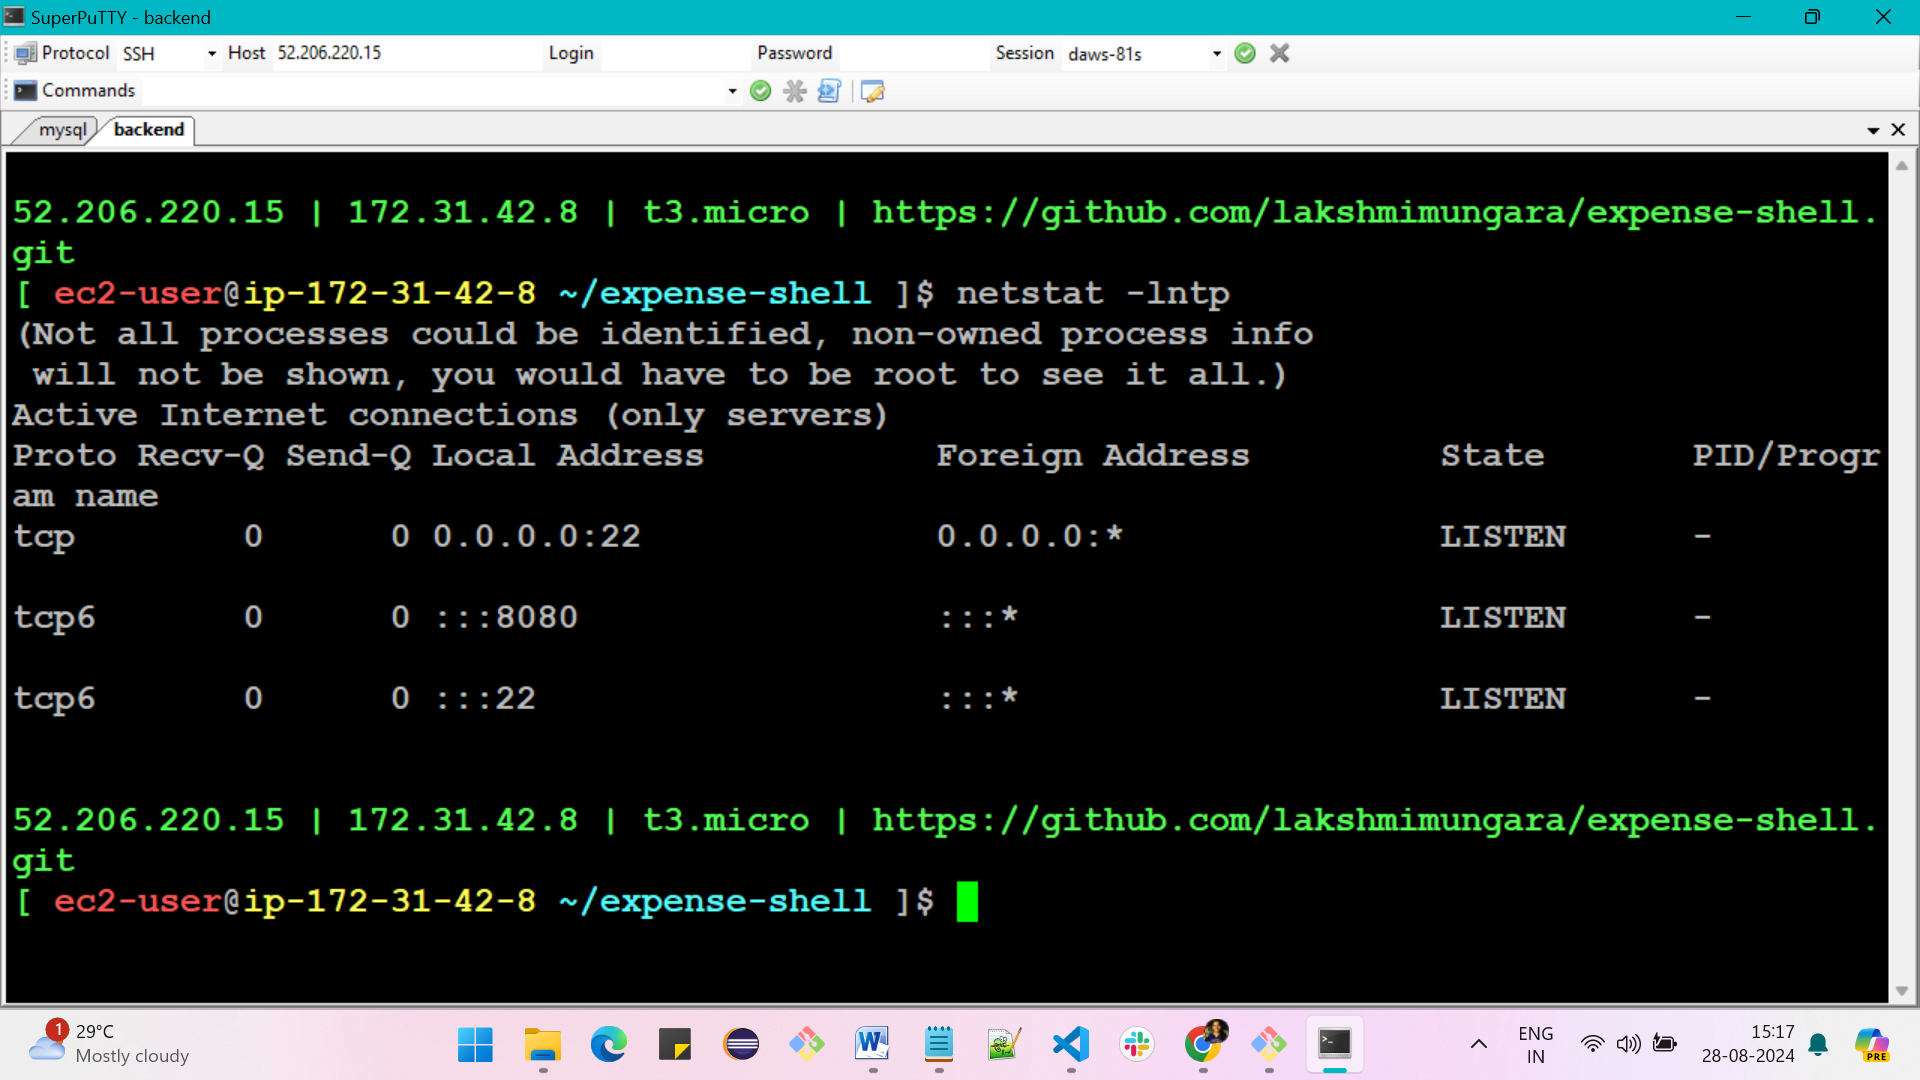 SuperPuTTY - backend
Protocol SSH Host 52.206.220.15 Login Password Session daws-81s
Commands
mysql backend
52.206.220.15 | 172.31.42.8 | t3.micro | https://github.com/lakshmimungara/expense-shell.
git
[ ec2-user@ip-172-31-42-8 ~/expense-shell ]$ netstat -lntp
(Not all processes could be identified, non-owned process info
 will not be shown, you would have to be root to see it all.)
Active Internet connections (only servers)
Proto Recv-Q Send-Q Local Address           Foreign Address         State       PID/Progr
am name
tcp        0      0 0.0.0.0:22              0.0.0.0:*               LISTEN      -
tcp6       0      0 :::8080                 :::*                    LISTEN      -
tcp6       0      0 :::22                   :::*                    LISTEN      -
52.206.220.15 | 172.31.42.8 | t3.micro | https://github.com/lakshmimungara/expense-shell.
git
[ ec2-user@ip-172-31-42-8 ~/expense-shell ]$
1 29°C
Mostly cloudy
ENG
IN
15:17
28-08-2024
PRE